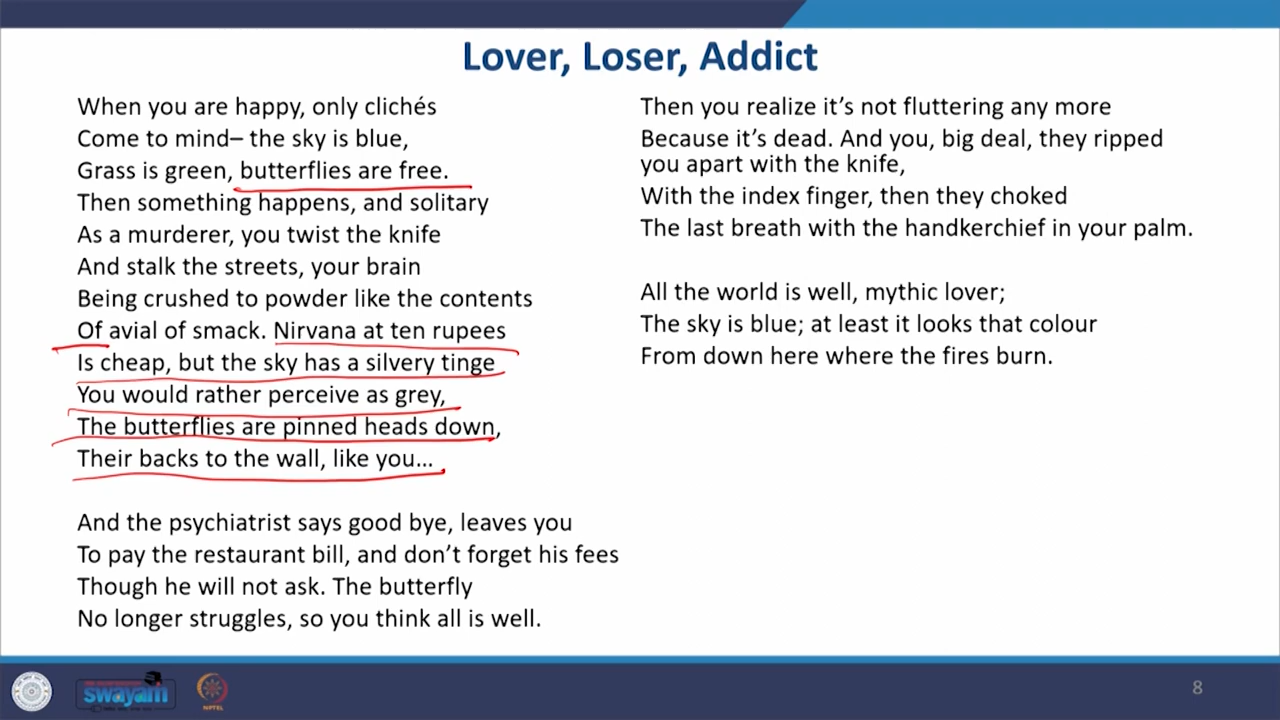 Lover, Loser, Addict
When you are happy, only clichés
Come to mind– the sky is blue,
Grass is green, butterflies are free.
Then something happens, and solitary
As a murderer, you twist the knife
And stalk the streets, your brain
Being crushed to powder like the contents
Of avial of smack. Nirvana at ten rupees
Is cheap, but the sky has a silvery tinge
You would rather perceive as grey,
The butterflies are pinned heads down,
Their backs to the wall, like you...
And the psychiatrist says good bye, leaves you
To pay the restaurant bill, and don't forget his fees
Though he will not ask. The butterfly
No longer struggles, so you think all is well.
Then you realize it's not fluttering any more
Because it's dead. And you, big deal, they ripped
you apart with the knife,
With the index finger, then they choked
The last breath with the handkerchief in your palm.
All the world is well, mythic lover;
The sky is blue; at least it looks that colour
From down here where the fires burn.
swayam
NPTEL
8